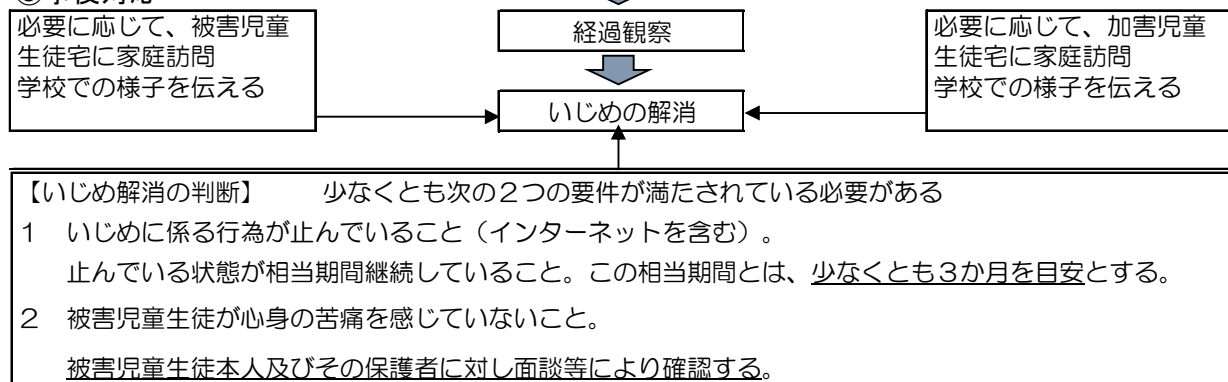 必要に応じて、被害児童
生徒宅に家庭訪問
学校での様子を伝える
経過観察
いじめの解消
必要に応じて、加害児童
生徒宅に家庭訪問
学校での様子を伝える
【いじめ解消の判断】 少なくとも次の2つの要件が満たされている必要がある
1 いじめに係る行為が止んでいること(インターネットを含む)。
止んでいる状態が相当期間継続していること。この相当期間とは、少なくとも3か月を目安とする。
2 被害児童生徒が心身の苦痛を感じていないこと。
被害児童生徒本人及びその保護者に対し面談等により確認する。